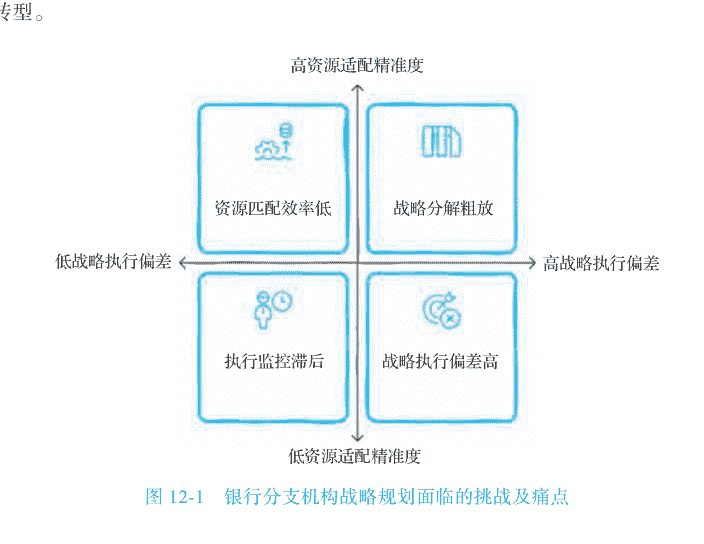 转型。
高资源适配精准度
资源匹配效率低
战略分解粗放
低战略执行偏差
高战略执行偏差
执行监控滞后
战略执行偏差高
低资源适配精准度
图 12-1 银行分支机构战略规划面临的挑战及痛点